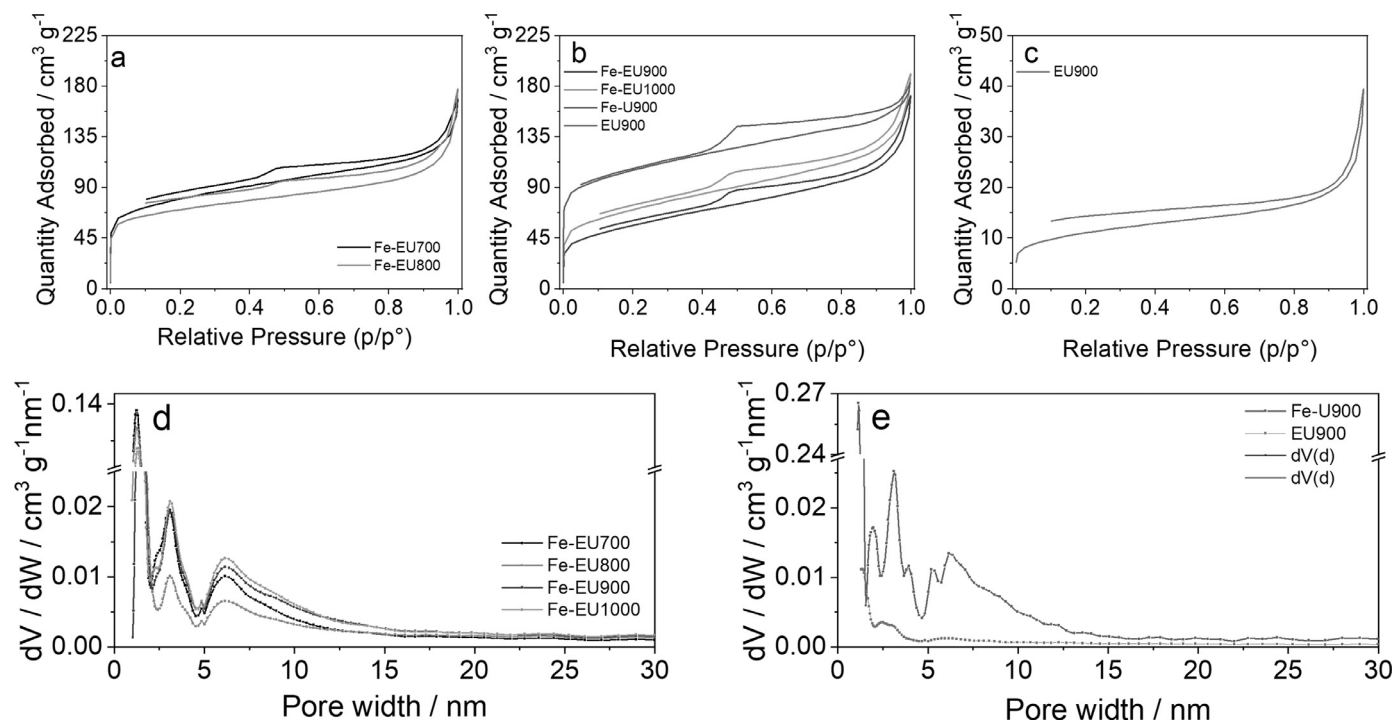 a
225
180
135
90
45
0
Quantity Adsorbed / cm³ g⁻¹
Fe-EU700
Fe-EU800
0.0 0.2 0.4 0.6 0.8 1.0
Relative Pressure (p/p°)
b
225
180
135
90
45
0
Quantity Adsorbed / cm³ g⁻¹
Fe-EU900
Fe-EU1000
Fe-U900
EU900
0.0 0.2 0.4 0.6 0.8 1.0
Relative Pressure (p/p°)
c
50
40
30
20
10
0
Quantity Adsorbed / cm³ g⁻¹
EU900
0.0 0.2 0.4 0.6 0.8 1.0
Relative Pressure (p/p°)
d
0.14
0.02
0.01
0.00
dV / dW / cm³ g⁻¹nm⁻¹
Fe-EU700
Fe-EU800
Fe-EU900
Fe-EU1000
0 5 10 15 20 25 30
Pore width / nm
e
0.27
0.24
0.02
0.01
0.00
dV / dW / cm³ g⁻¹nm⁻¹
Fe-U900
EU900
dV(d)
dV(d)
0 5 10 15 20 25 30
Pore width / nm